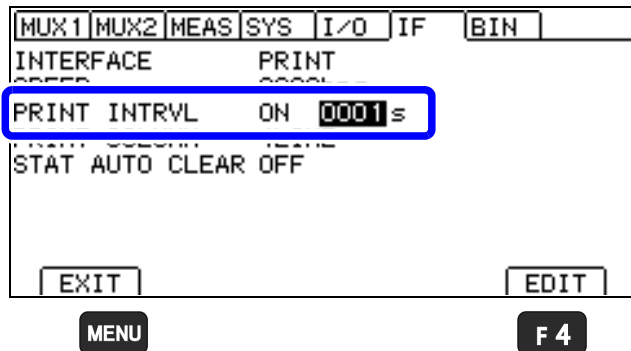 MUX1 MUX2 MEAS SYS I/O IF BIN
INTERFACE PRINT
PRINT INTRVL ON 0001 s
STAT AUTO CLEAR OFF
EXIT EDIT
MENU F 4